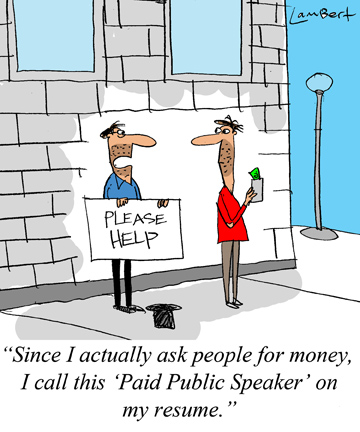 Lambert
PLEASE
HELP
“Since I actually ask people for money,
I call this ‘Paid Public Speaker’ on
my resume.”